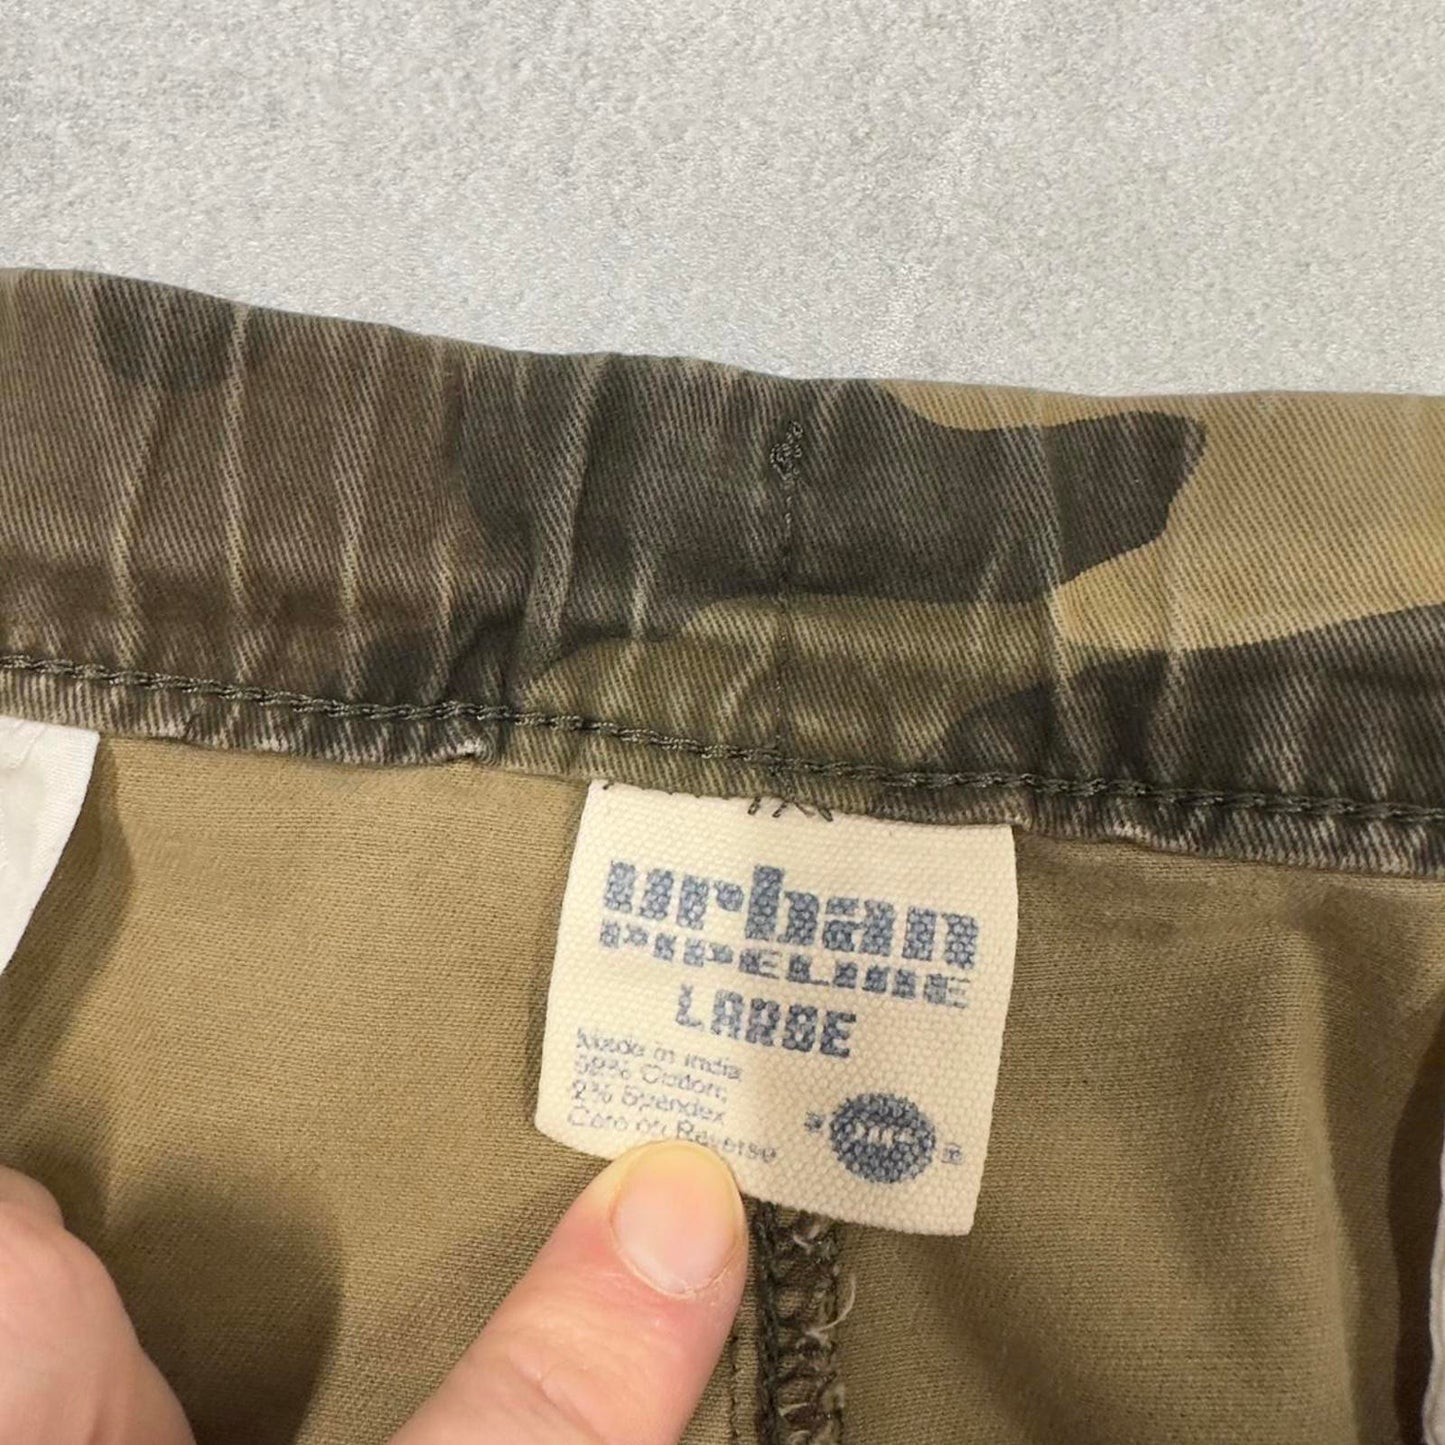 urban
PIPELINE
LARGE
Made in India
98% Cotton,
2% Spandex
Care on Reverse